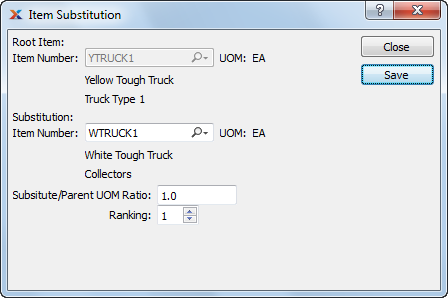 Item Substitution
Root Item:
Item Number: YTRUCK1 UOM: EA
Close
Yellow Tough Truck
Save
Truck Type 1
Substitution:
Item Number: WTRUCK1 UOM: EA
White Tough Truck
Collectors
Subsitute/Parent UOM Ratio: 1.0
Ranking: 1